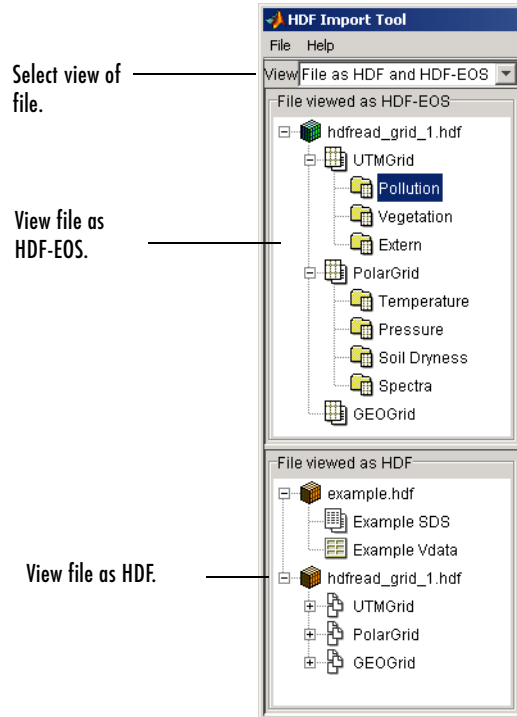 HDF Import Tool
File Help
Select view of
file.
View File as HDF and HDF-EOS
File viewed as HDF-EOS
hdfread_grid_1.hdf
UTMGrid
Pollution
View file as
HDF-EOS.
Vegetation
Extern
PolarGrid
Temperature
Pressure
Soil Dryness
Spectra
GEOGrid
File viewed as HDF
example.hdf
Example SDS
Example Vdata
View file as HDF.
hdfread_grid_1.hdf
UTMGrid
PolarGrid
GEOGrid